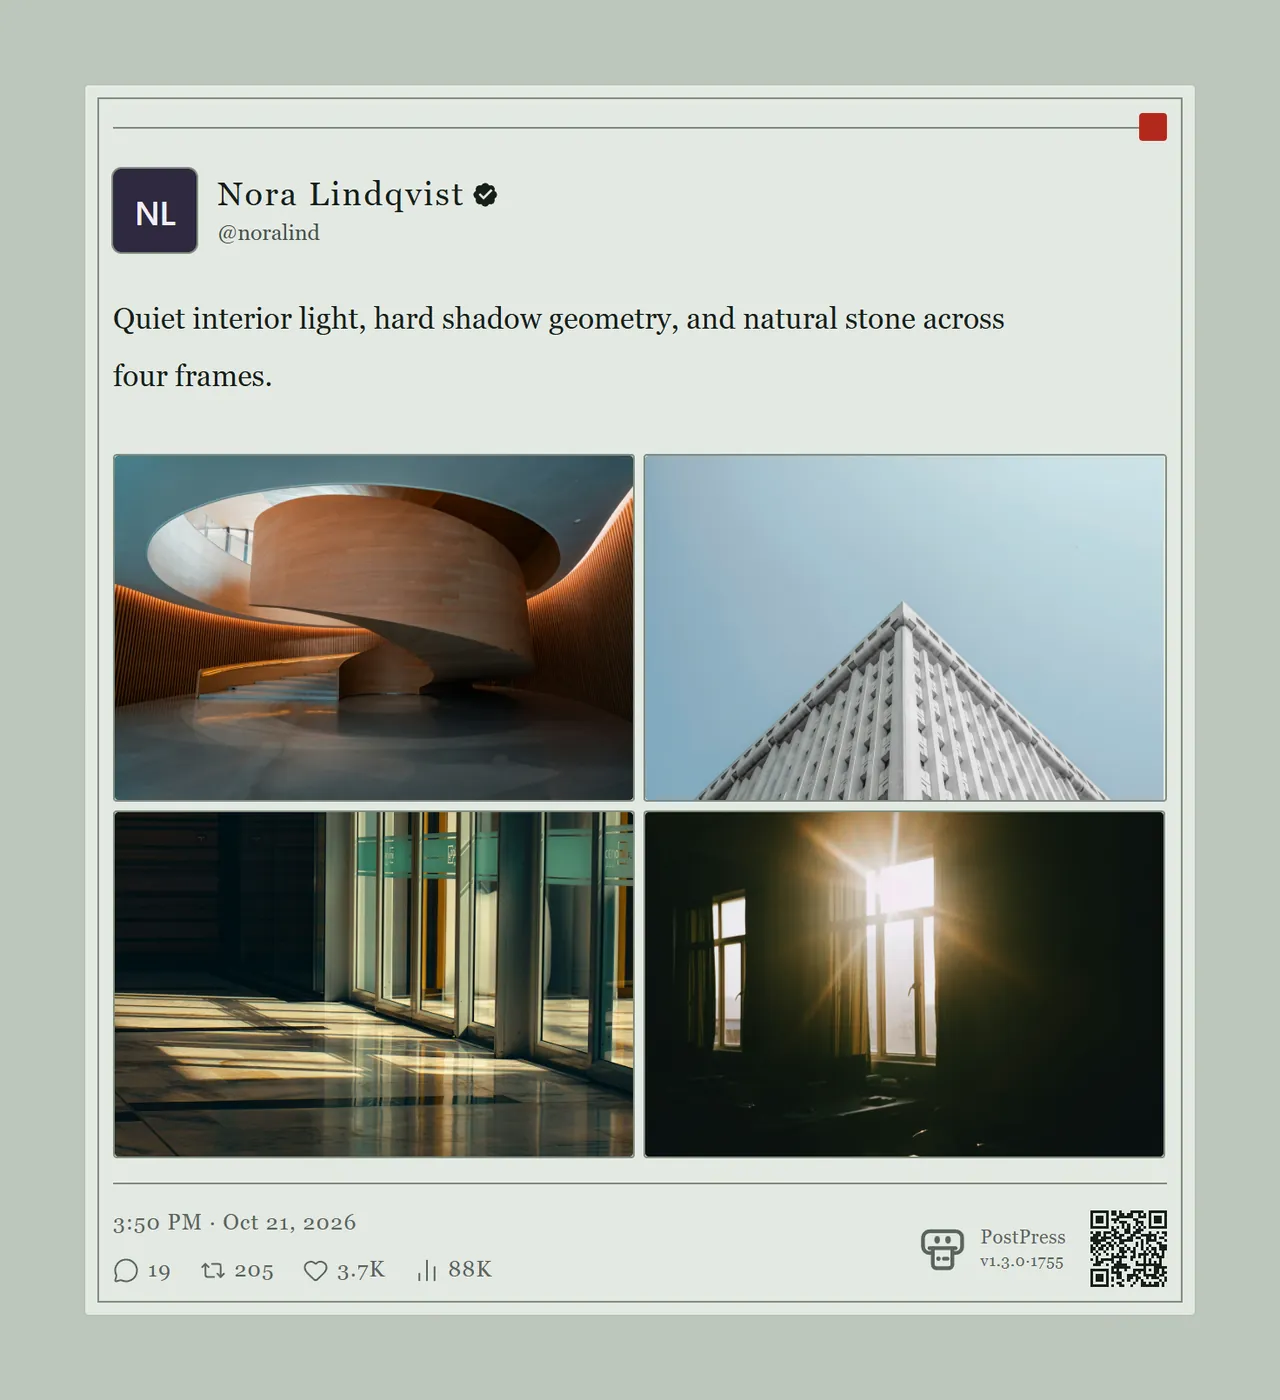 NL
Nora Lindqvist
@noralind
Quiet interior light, hard shadow geometry, and natural stone across
four frames.
3:50 PM · Oct 21, 2026
19 205 3.7K 88K
PostPress
v1.3.0·1755